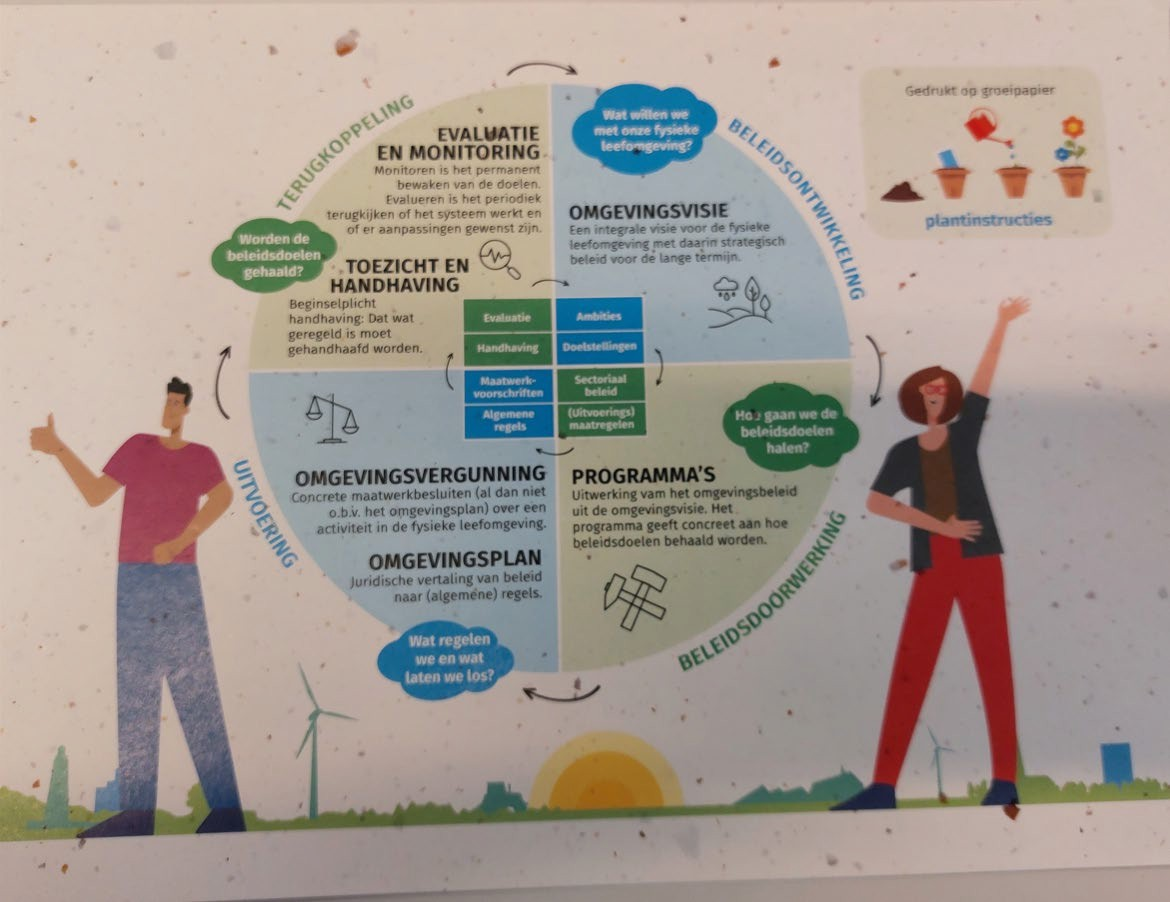 Gedrukt op groeipapier
plantinstructies
TERUGKOPPELING
EVALUATIE
EN MONITORING
Monitoren is het permanent
bewaken van de doelen.
Evalueren is het periodiek
terugkijken of het systeem werkt en
of er aanpassingen gewenst zijn.
Worden de
beleidsdoelen
gehaald?
TOEZICHT EN
HANDHAVING
Beginselplicht
handhaving: Dat wat
geregeld is moet
gehandhaafd worden.
BELEIDSONTWIKKELING
Wat willen we
met onze fysieke
leefomgeving?
OMGEVINGSVISIE
Een integrale visie voor de fysieke
leefomgeving met daarin strategisch
beleid voor de lange termijn.
Evaluatie
Ambities
Handhaving
Doelstellingen
Maatwerk-
voorschriften
Sectoriaal
beleid
Algemene
regels
(Uitvoerings)
maatregelen
UITVOERING
OMGEVINGSVERGUNNING
Concrete maatwerkbesluiten (al dan niet
o.b.v. het omgevingsplan) over een
activiteit in de fysieke leefomgeving.
OMGEVINGSPLAN
Juridische vertaling van beleid
naar (algemene) regels.
Wat regelen
we en wat
laten we los?
BELEIDSDOORWERKING
Hoe gaan we de
beleidsdoelen
halen?
PROGRAMMA'S
Uitwerking vam het omgevingsbeleid
uit de omgevingsvisie. Het
programma geeft concreet aan hoe
beleidsdoelen behaald worden.